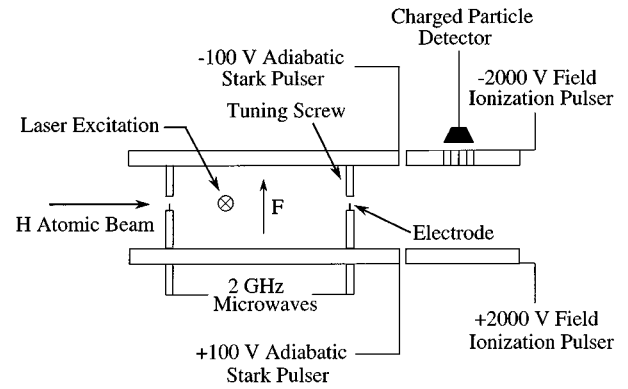 Charged Particle
Detector
-100 V Adiabatic
Stark Pulser
-2000 V Field
Ionization Pulser
Laser Excitation
Tuning Screw
H Atomic Beam
F
Electrode
2 GHz
Microwaves
+100 V Adiabatic
Stark Pulser
+2000 V Field
Ionization Pulser